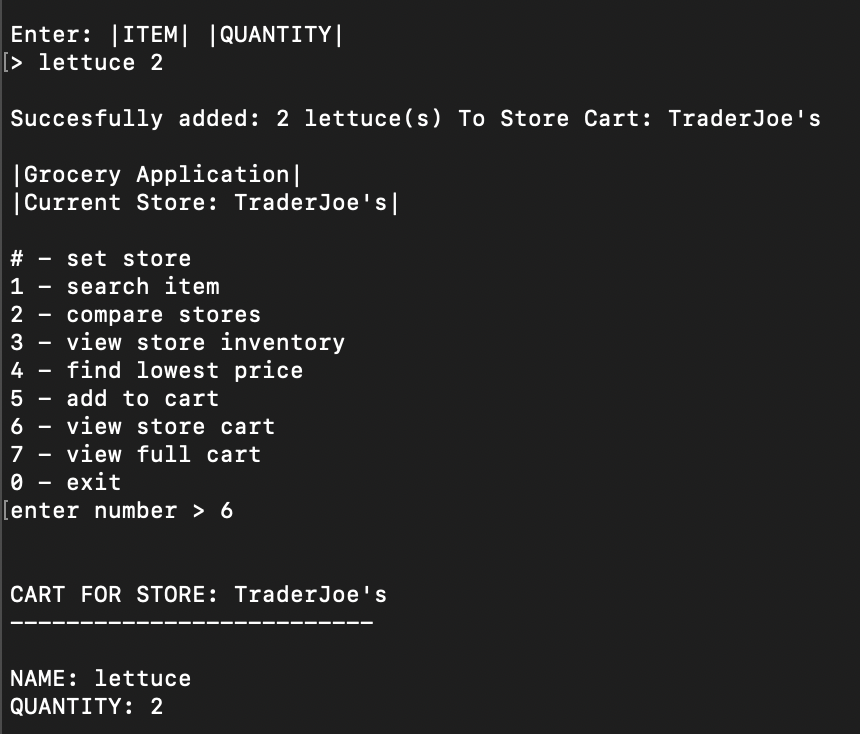 Enter: |ITEM| |QUANTITY|
[> lettuce 2
Succesfully added: 2 lettuce(s) To Store Cart: TraderJoe's
|Grocery Application|
|Current Store: TraderJoe's|
# - set store
1 - search item
2 - compare stores
3 - view store inventory
4 - find lowest price
5 - add to cart
6 - view store cart
7 - view full cart
0 - exit
[enter number > 6
CART FOR STORE: TraderJoe's
--------------------------
NAME: lettuce
QUANTITY: 2